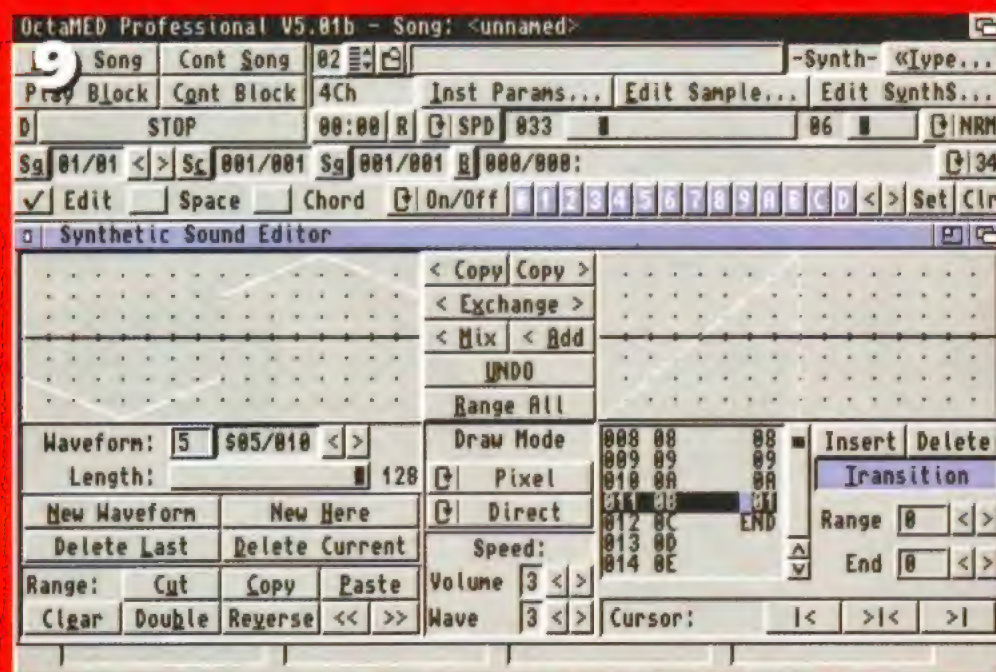 OctaMED Professional V5.01b - Song: <unnamed>
9
Song Cont Song 02 -Synth- «Type...
Play Block Cont Block 4Ch Inst Params... Edit Sample... Edit SynthS...
D STOP 00:00 R SPD 033 06 NRM
Sg 01/01 < > Sc 001/001 Sg 001/001 B 000/000: 34
✓ Edit Space Chord On/Off 0 1 2 3 4 5 6 7 8 9 A B C D < > Set Clr
Synthetic Sound Editor
< Copy Copy >
< Exchange >
< Mix < Add
UNDO
Range All
Waveform: 5 $05/010 < >
Length: 128
New Waveform New Here
Delete Last Delete Current
Range: Cut Copy Paste
Clear Double Reverse << >>
Draw Mode
Pixel
Direct
Speed:
Volume 3 < >
Wave 3 < >
008 08 08
009 09 09
010 0A 0A
011 0B 01
012 0C END
013 0D
014 0E
Insert Delete
Transition
Range 0 < >
End 0 < >
Cursor: |< >|< >|